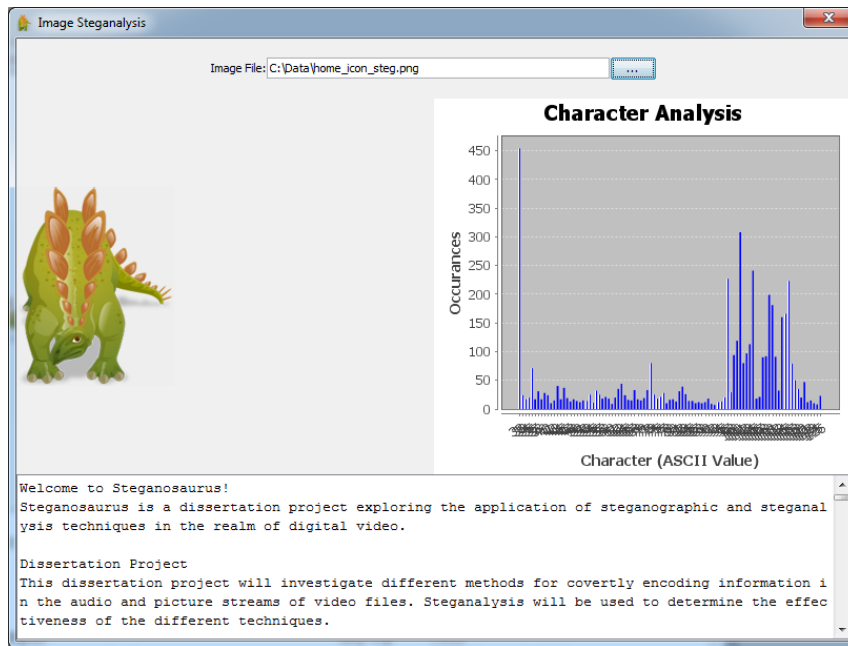 Image Steganalysis
Image File: C:\Data\home_icon_steg.png ...
Character Analysis
450
400
350
300
250
200
150
100
50
0
Occurances
Character (ASCII Value)
Welcome to Steganosaurus!
Steganosaurus is a dissertation project exploring the application of steganographic and steganal
ysis techniques in the realm of digital video.
Dissertation Project
This dissertation project will investigate different methods for covertly encoding information i
n the audio and picture streams of video files. Steganalysis will be used to determine the effec
tiveness of the different techniques.